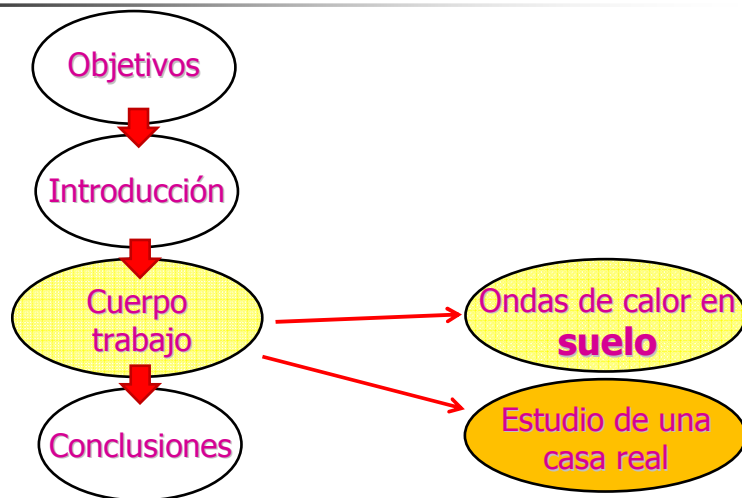 Objetivos
Introducción
Cuerpo
trabajo
Conclusiones
Ondas de calor en
suelo
Estudio de una
casa real